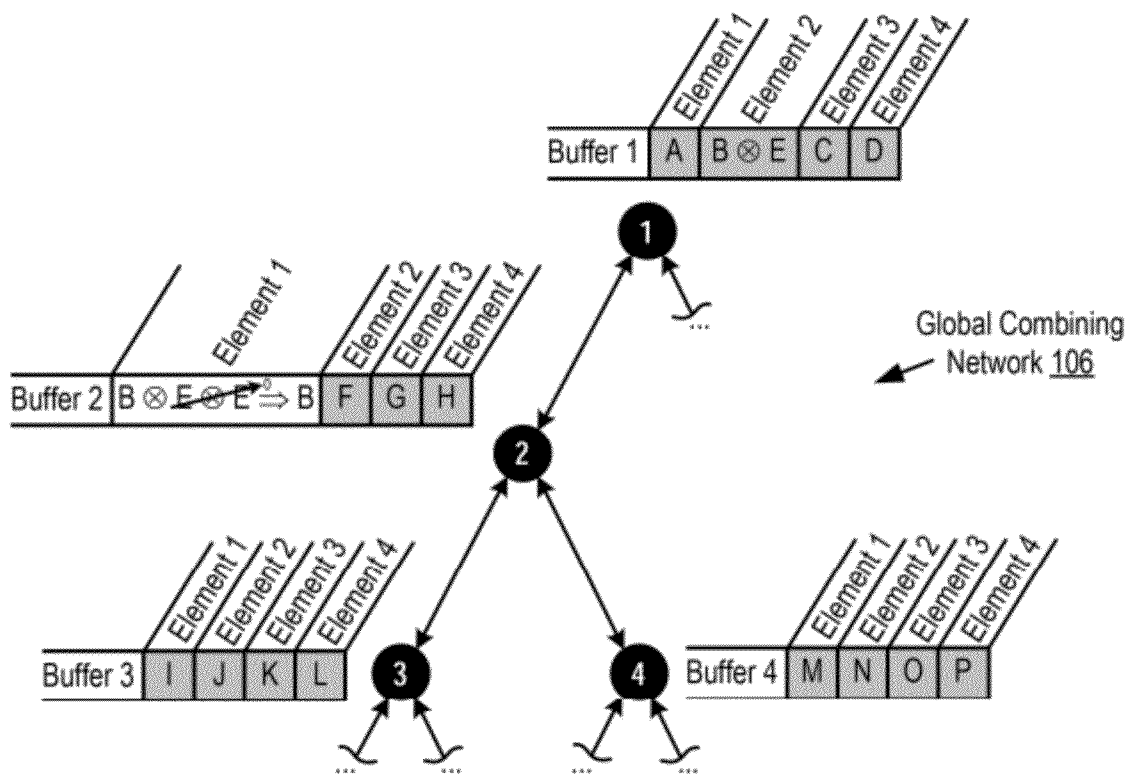 Element 1
Element 2
Element 3
Element 4
Buffer 1 A B ⊗ E C D
1
...
Element 1
Element 2
Element 3
Element 4
Global Combining
Network 106
Buffer 2 B ⊗ E ⊗ E 0 ⇒ B F G H
2
Element 1
Element 2
Element 3
Element 4
Element 1
Element 2
Element 3
Element 4
Buffer 3 I J K L
3
4
Buffer 4 M N O P
... ... ... ...